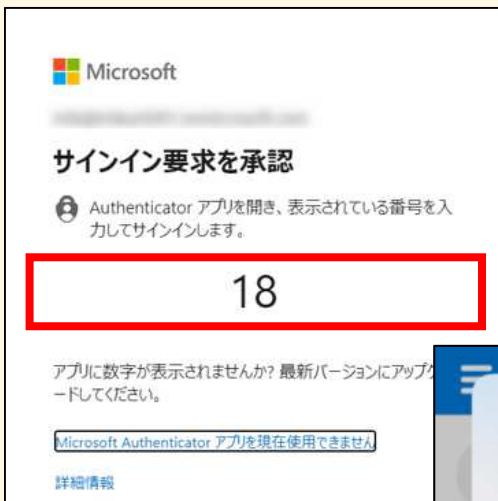 Microsoft
サインイン要求を承認
Authenticator アプリを開き、表示されている番号を入
力してサインインします。
18
アプリに数字が表示されませんか? 最新バージョンにアップ
ードしてください。
Microsoft Authenticator アプリを現在使用できません
詳細情報